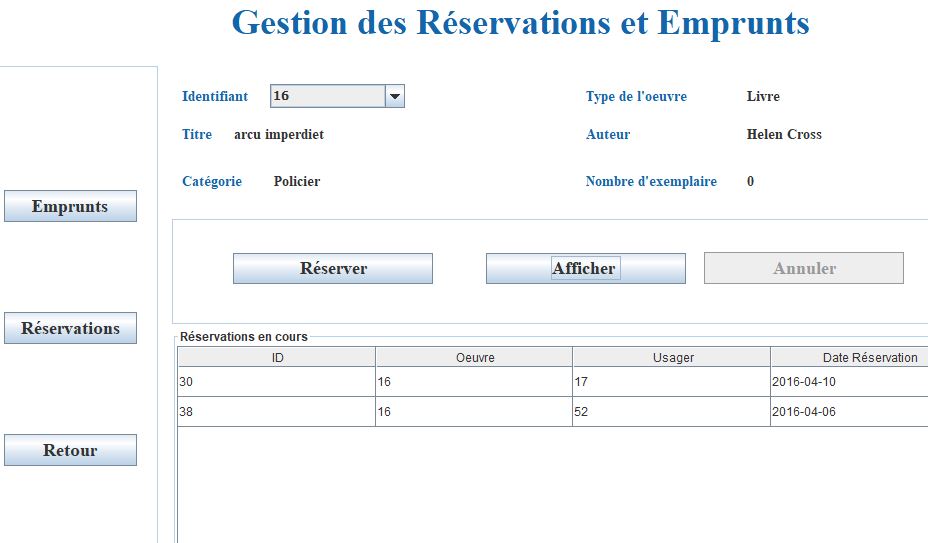 Gestion des Réservations et Emprunts
Identifiant 16 Type de l'oeuvre Livre
Titre arcu imperdiet Auteur Helen Cross
Catégorie Policier Nombre d'exemplaire 0
Emprunts
Réserver Afficher Annuler
Réservations
Réservations en cours
ID Oeuvre Usager Date Réservation
30 16 17 2016-04-10
38 16 52 2016-04-06
Retour